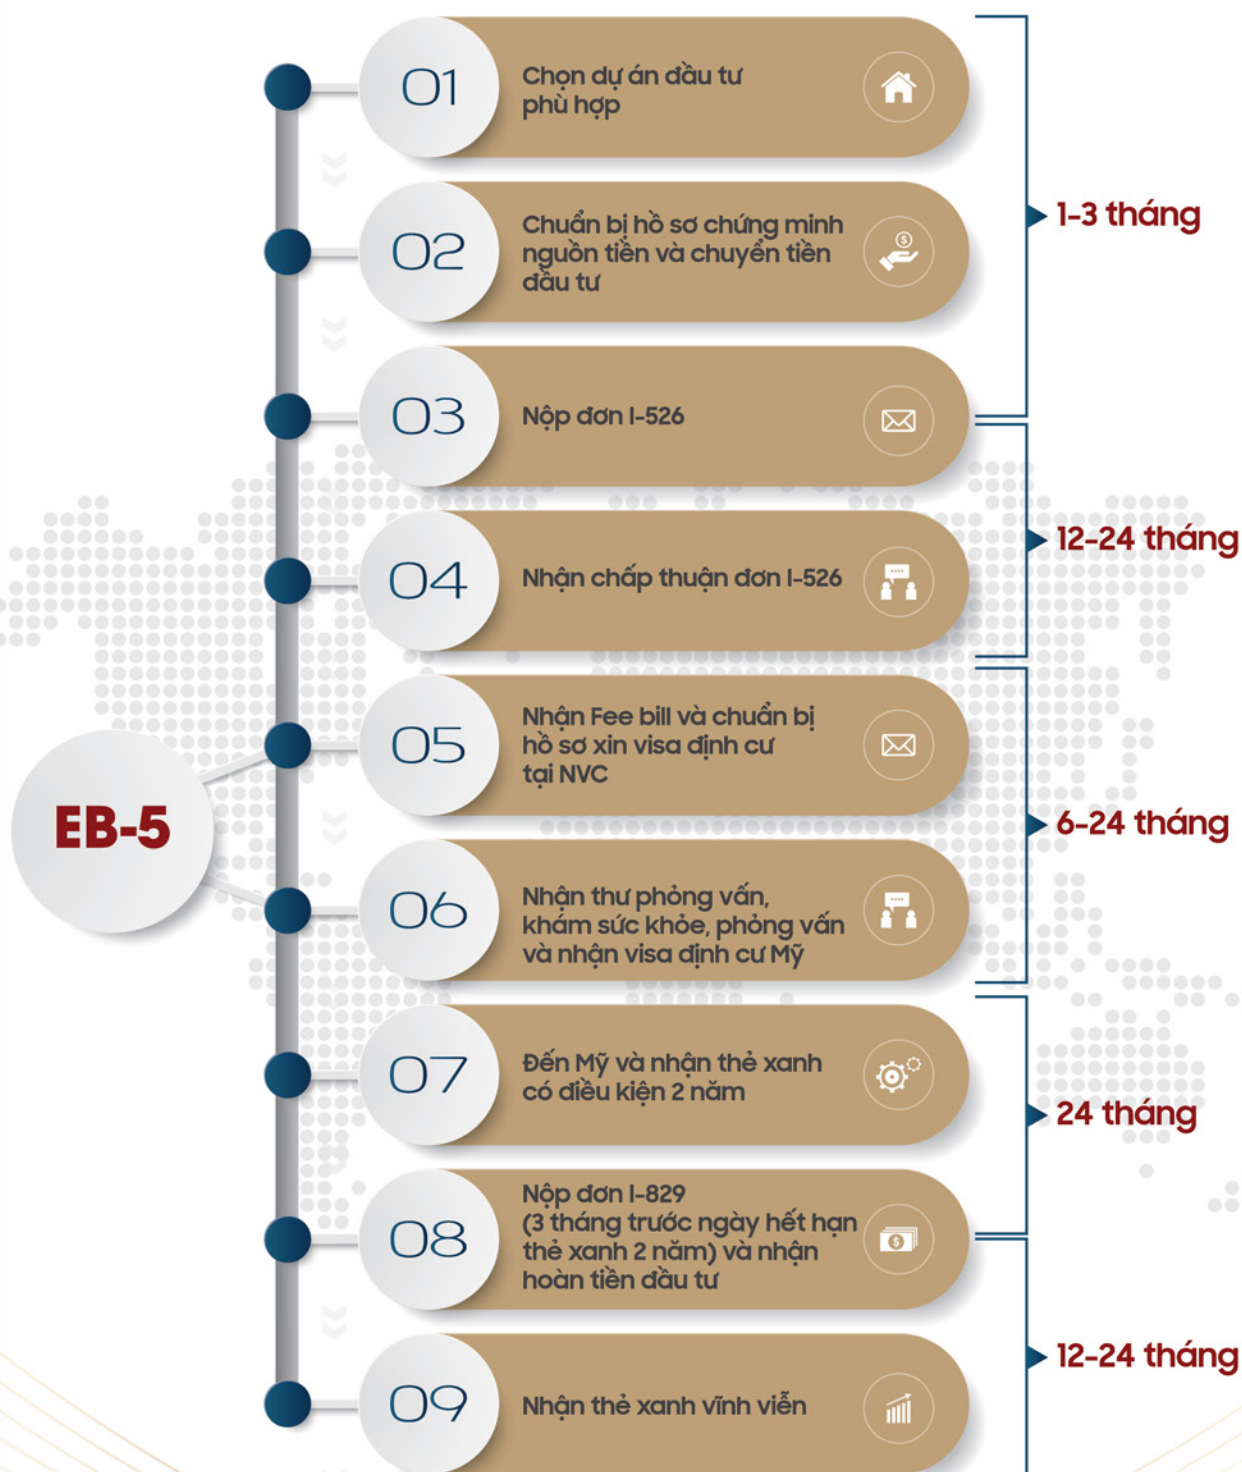 01
Chọn dự án đầu tư
phù hợp
02
Chuẩn bị hồ sơ chứng minh
nguồn tiền và chuyển tiền
đầu tư
1-3 tháng
03
Nộp đơn I-526
04
Nhận chấp thuận đơn I-526
12-24 tháng
05
Nhận Fee bill và chuẩn bị
hồ sơ xin visa định cư
tại NVC
EB-5
6-24 tháng
06
Nhận thư phỏng vấn,
khám sức khỏe, phỏng vấn
và nhận visa định cư Mỹ
07
Đến Mỹ và nhận thẻ xanh
có điều kiện 2 năm
24 tháng
08
Nộp đơn I-829
(3 tháng trước ngày hết hạn
thẻ xanh 2 năm) và nhận
hoàn tiền đầu tư
12-24 tháng
09
Nhận thẻ xanh vĩnh viễn